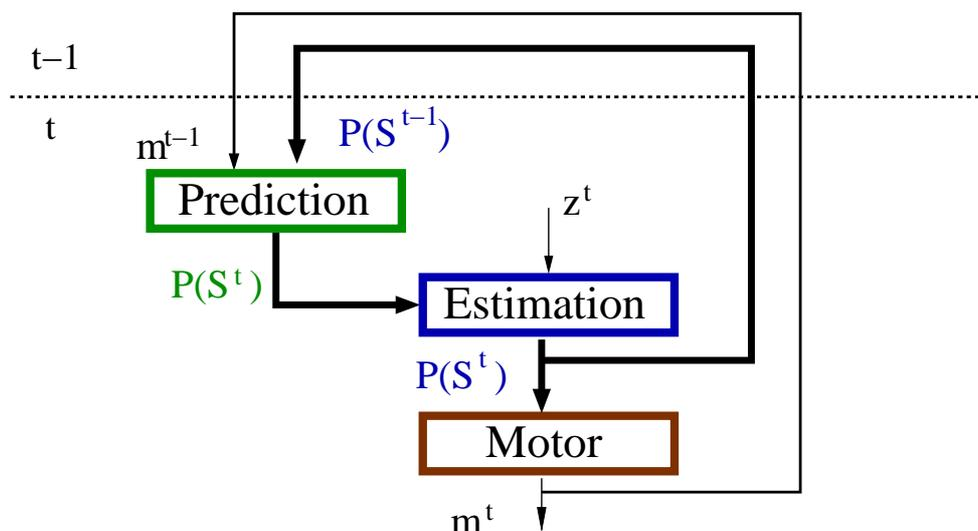 t–1
t
P(S^{t–1})
m^{t–1}
Prediction
z^t
P(S^t)
Estimation
P(S^t)
Motor
m^t